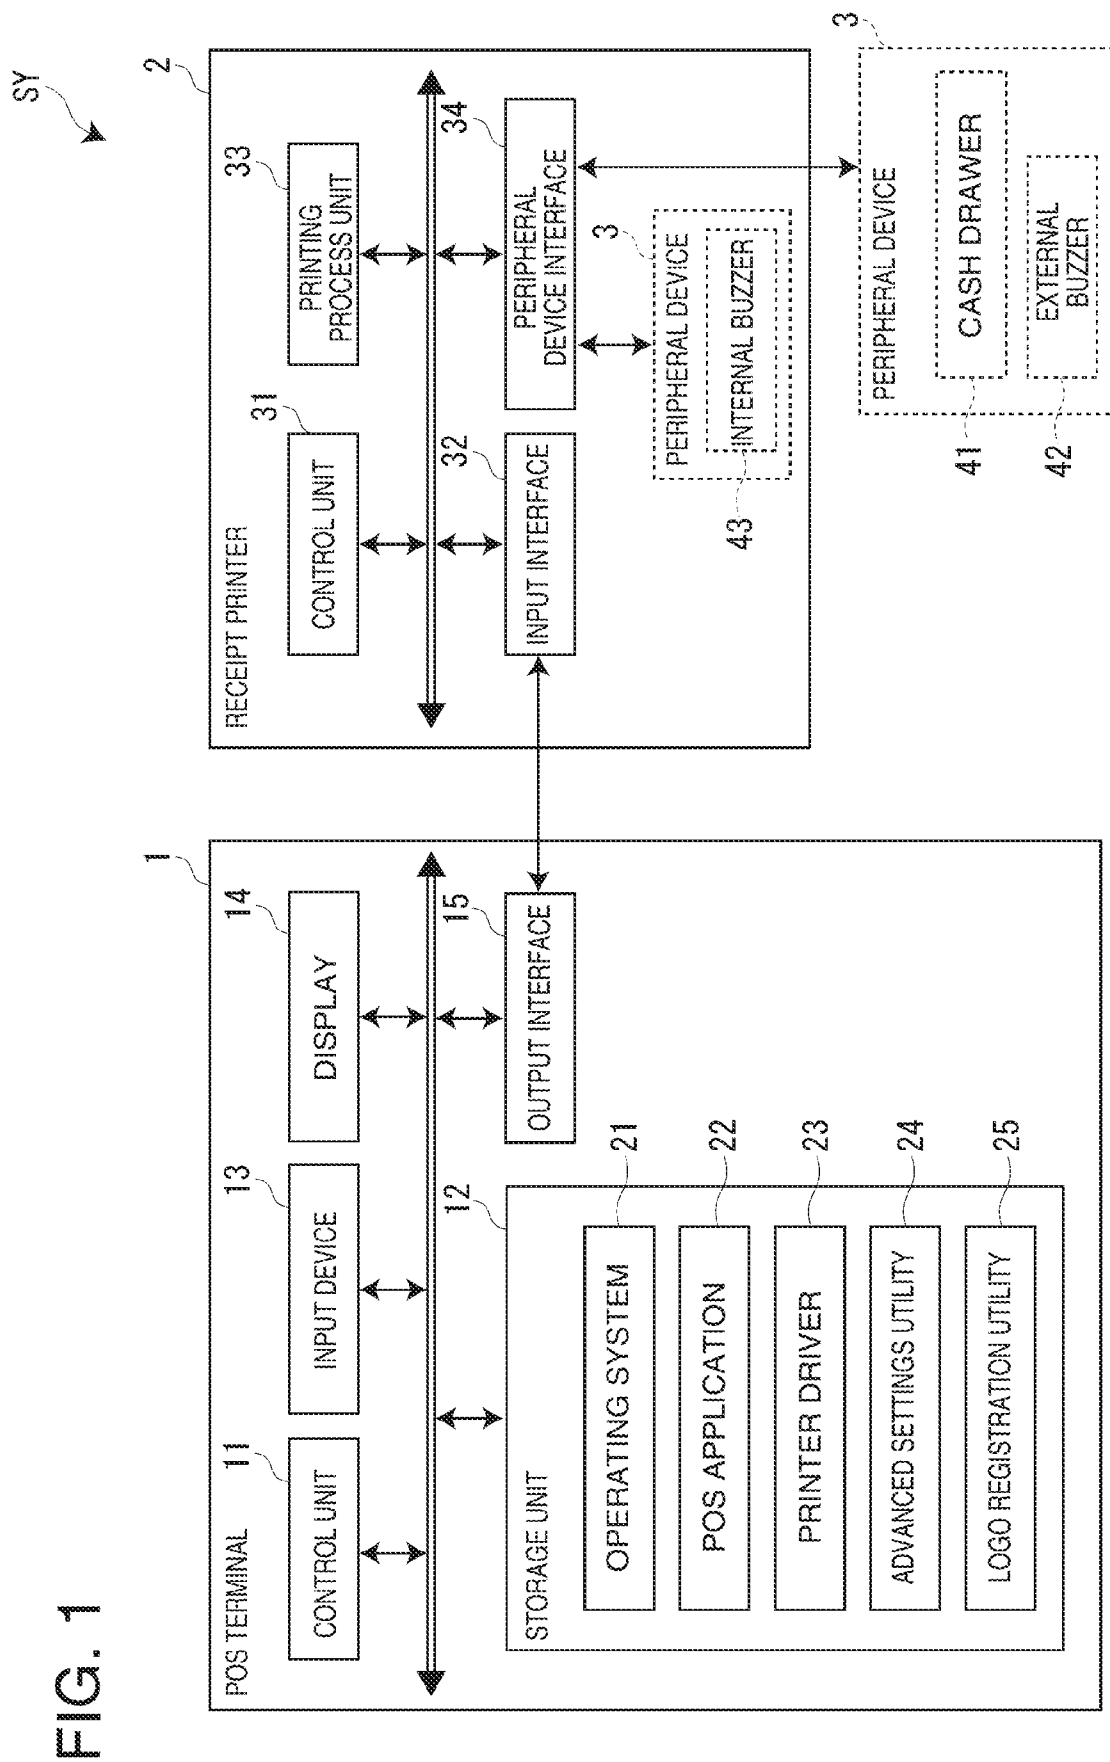 FIG. 1
SY
1
POS TERMINAL
11
CONTROL UNIT
13
INPUT DEVICE
14
DISPLAY
12
STORAGE UNIT
OPERATING SYSTEM
21
POS APPLICATION
22
PRINTER DRIVER
23
ADVANCED SETTINGS UTILITY
24
LOGO REGISTRATION UTILITY
25
15
OUTPUT INTERFACE
2
RECEIPT PRINTER
31
CONTROL UNIT
33
PRINTING
PROCESS UNIT
32
INPUT INTERFACE
34
PERIPHERAL
DEVICE INTERFACE
3
PERIPHERAL DEVICE
INTERNAL BUZZER
43
3
PERIPHERAL DEVICE
CASH DRAWER
41
EXTERNAL
BUZZER
42